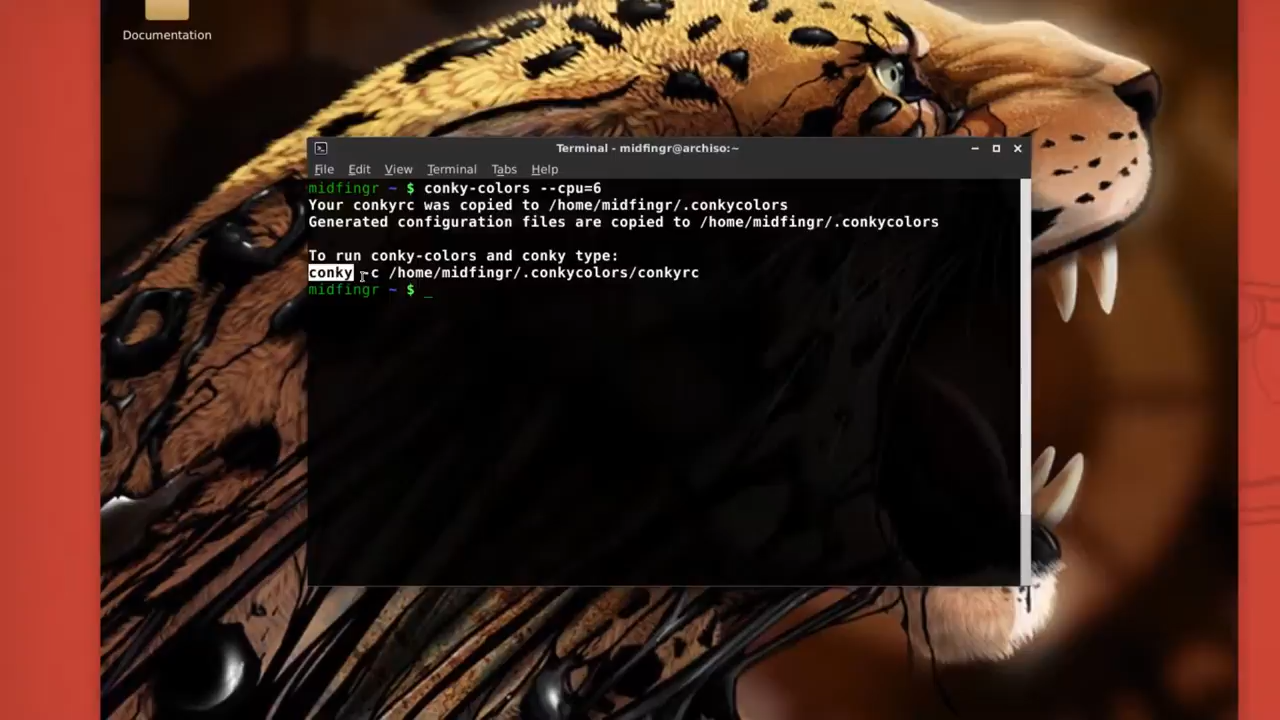 Documentation
Terminal - midfingr@archiso:~
File Edit View Terminal Tabs Help
midfingr ~ $ conky-colors --cpu=6
Your conkyrc was copied to /home/midfingr/.conkycolors
Generated configuration files are copied to /home/midfingr/.conkycolors
To run conky-colors and conky type:
conky -c /home/midfingr/.conkycolors/conkyrc
midfingr ~ $ _